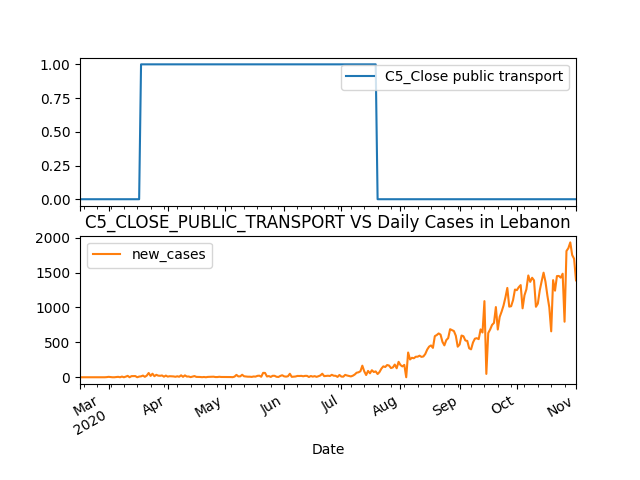 1.00
0.75
0.50
0.25
0.00
C5_Close public transport
C5_CLOSE_PUBLIC_TRANSPORT VS Daily Cases in Lebanon
2000
1500
1000
500
0
new_cases
Mar
2020
Apr
May
Jun
Jul
Aug
Sep
Oct
Nov
Date